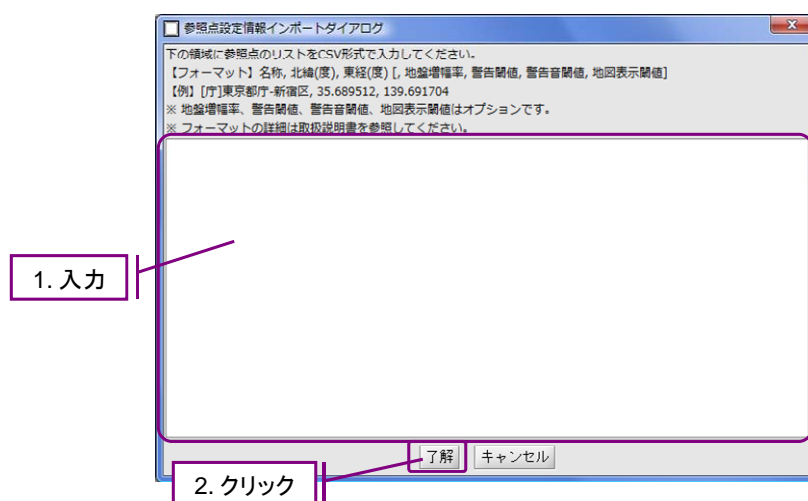 参照点設定情報インポートダイアログ
下の領域に参照点のリストをCSV形式で入力してください。
【フォーマット】名称, 北緯(度), 東経(度) [, 地盤増幅率, 警告閾値, 警告音閾値, 地図表示閾値]
【例】[庁]東京都庁-新宿区, 35.689512, 139.691704
※ 地盤増幅率、警告閾値、警告音閾値、地図表示閾値はオプションです。
※ フォーマットの詳細は取扱説明書を参照してください。
1. 入力
了解 キャンセル
2. クリック